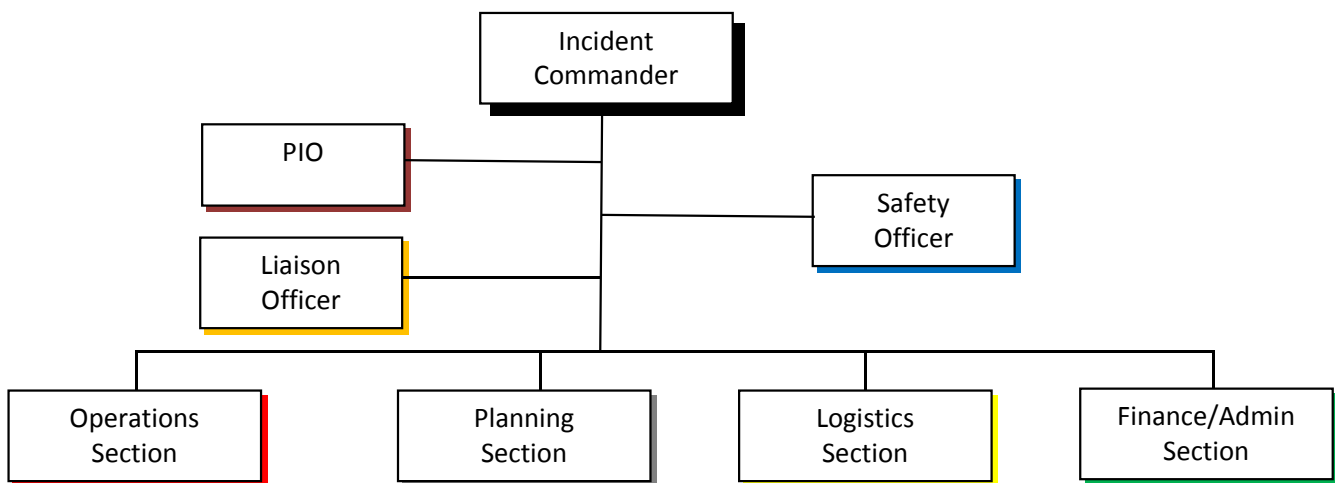 Incident
Commander
PIO
Safety
Officer
Liaison
Officer
Operations
Section
Planning
Section
Logistics
Section
Finance/Admin
Section